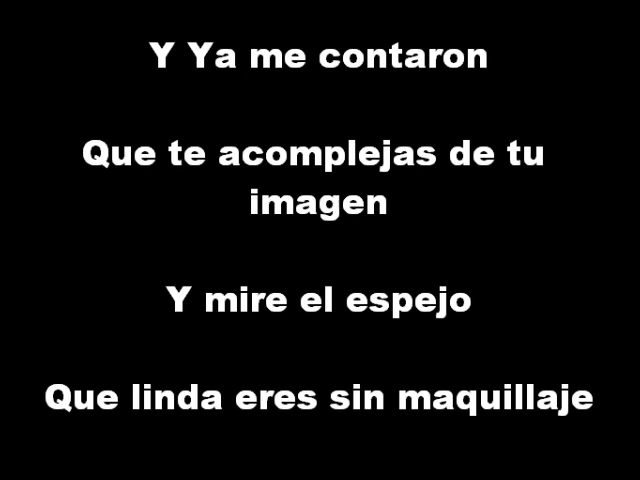 Y Ya me contaron
Que te acomplejas de tu
imagen
Y mire el espejo
Que linda eres sin maquillaje